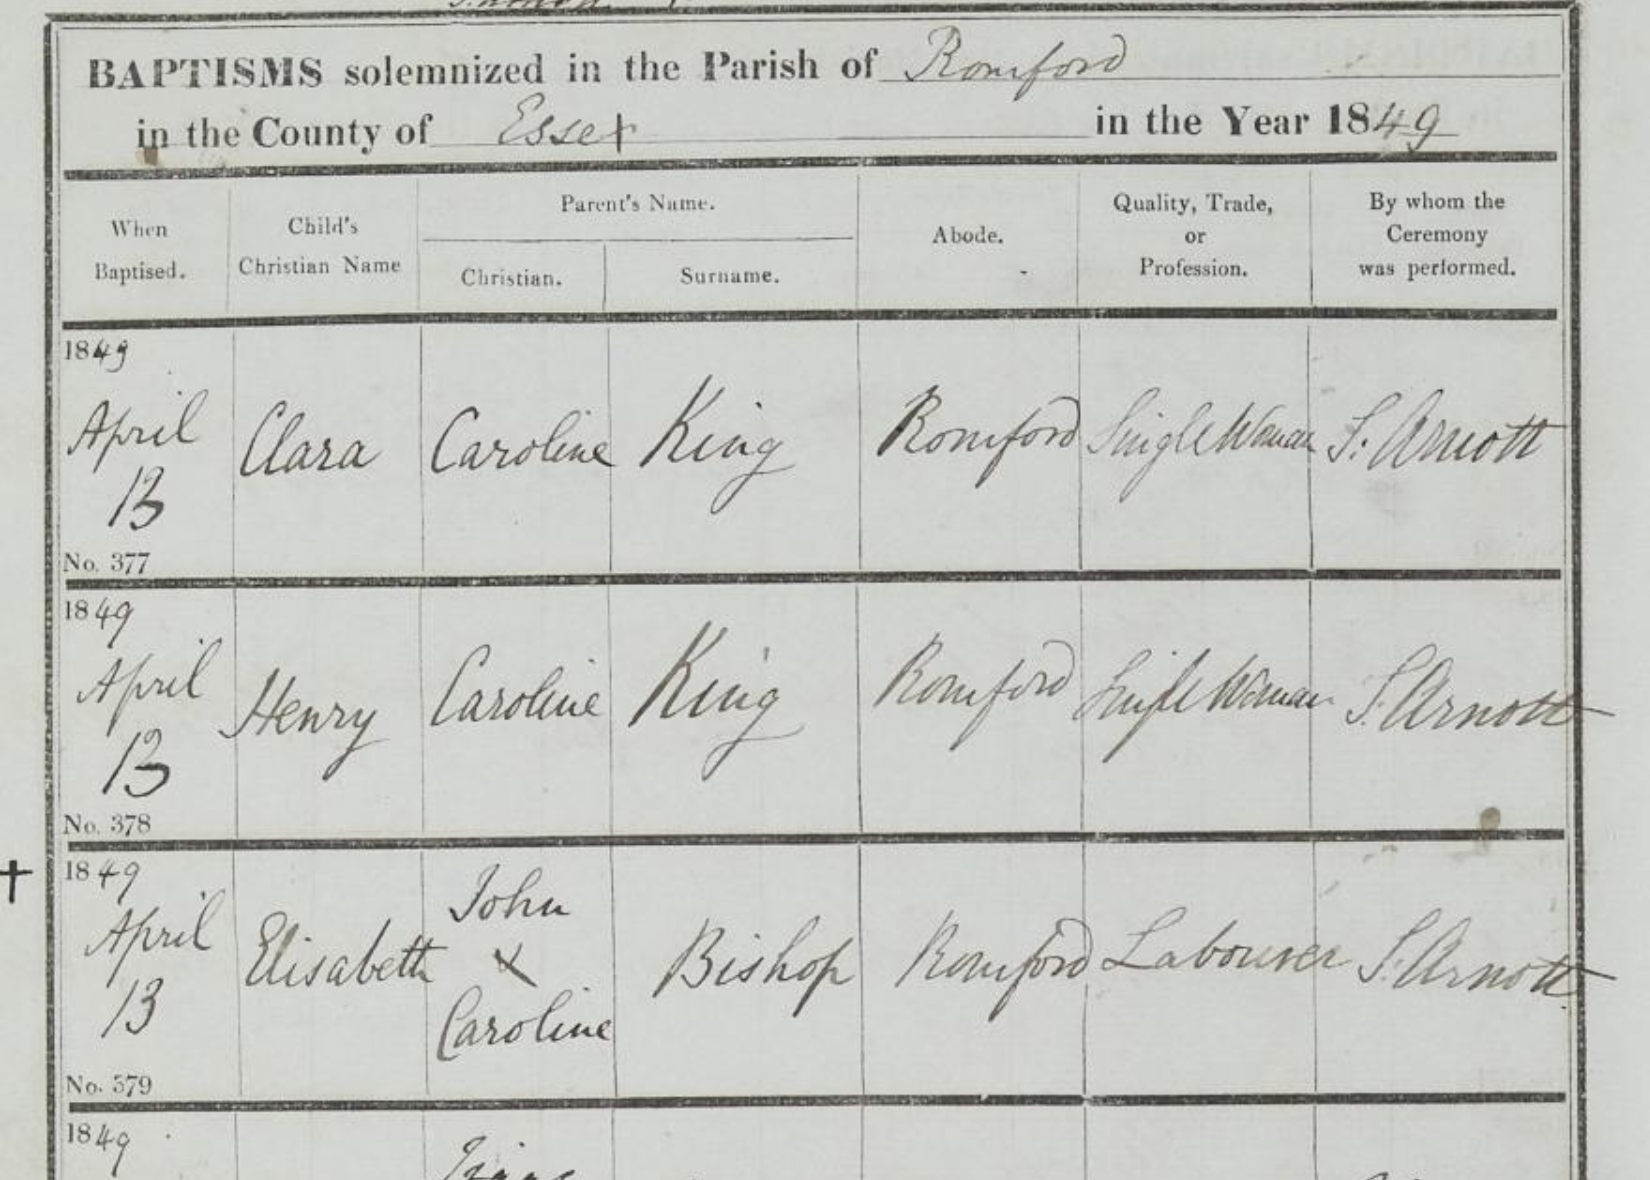 BAPTISMS solemnized in the Parish of Romford
in the County of Essex in the Year 1849
When Baptised.
Child's Christian Name
Parent's Name.
Christian.
Surname.
Abode.
Quality, Trade, or Profession.
By whom the Ceremony was performed.
1849
April 13
Clara
Caroline
King
Romford
Single Woman
S. Arnott
No. 377
1849
April 13
Henry
Caroline
King
Romford
Single Woman
S. Arnott
No. 378
1849
April 13
Elisabeth
John
x
Caroline
Bishop
Romford
Labourer
S. Arnott
No. 379
1849